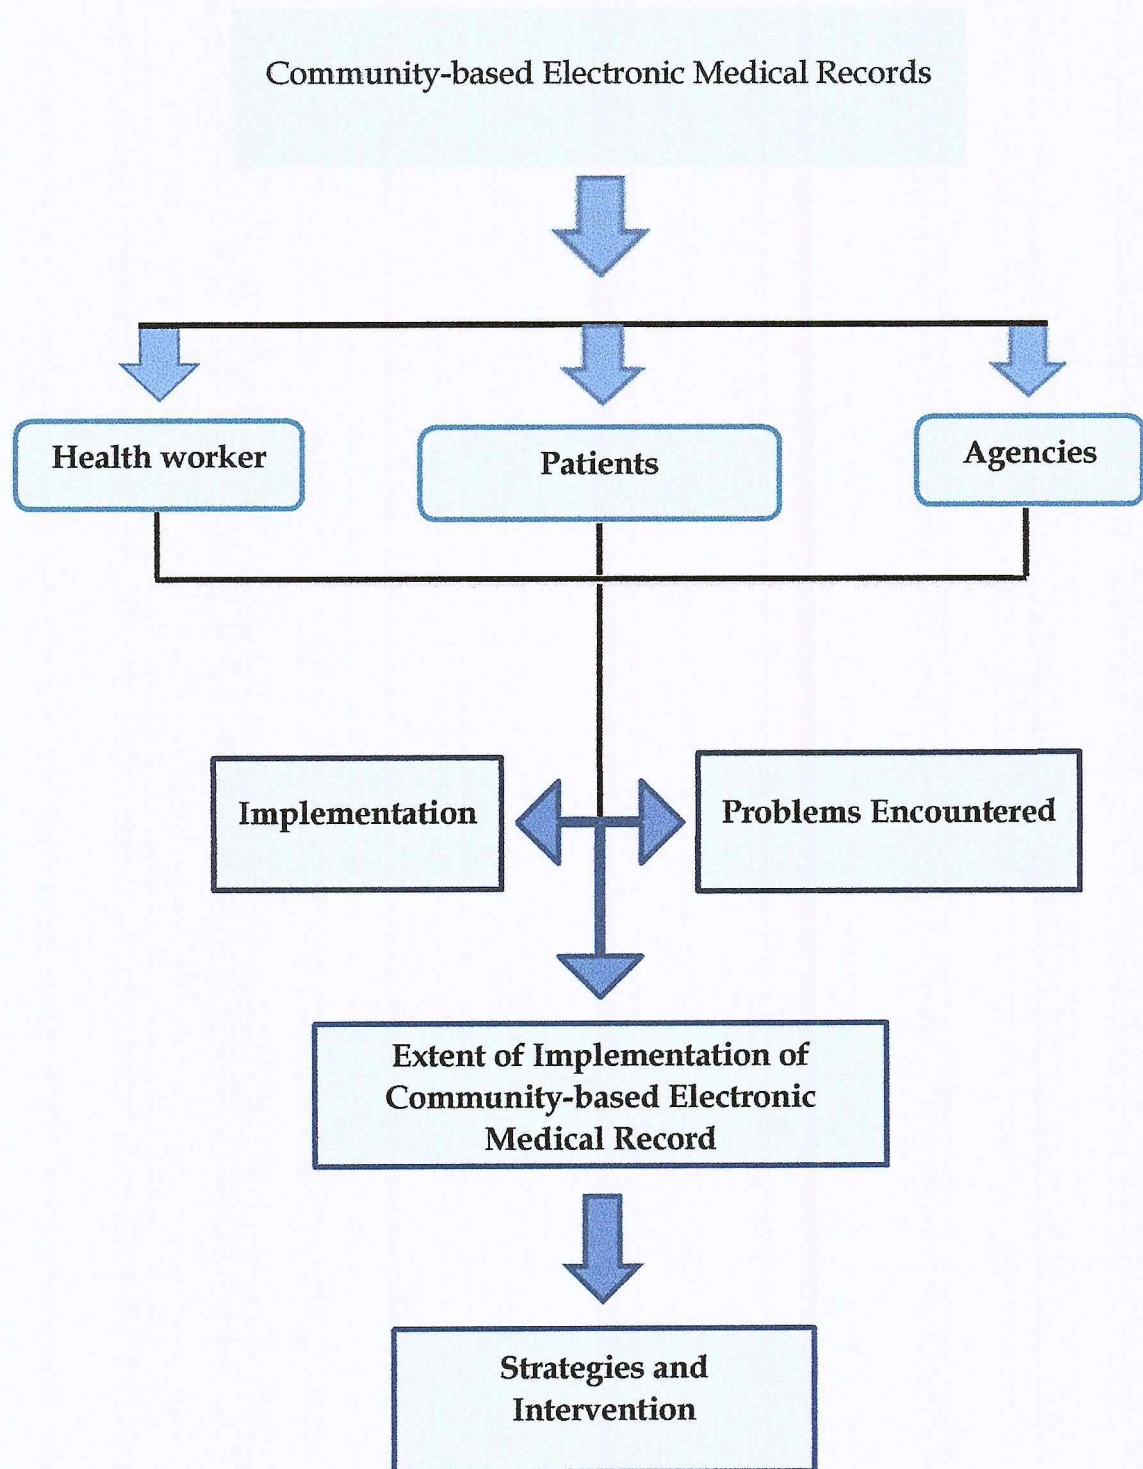 Community-based Electronic Medical Records
Health worker
Patients
Agencies
Implementation
Problems Encountered
Extent of Implementation of
Community-based Electronic
Medical Record
Strategies and
Intervention